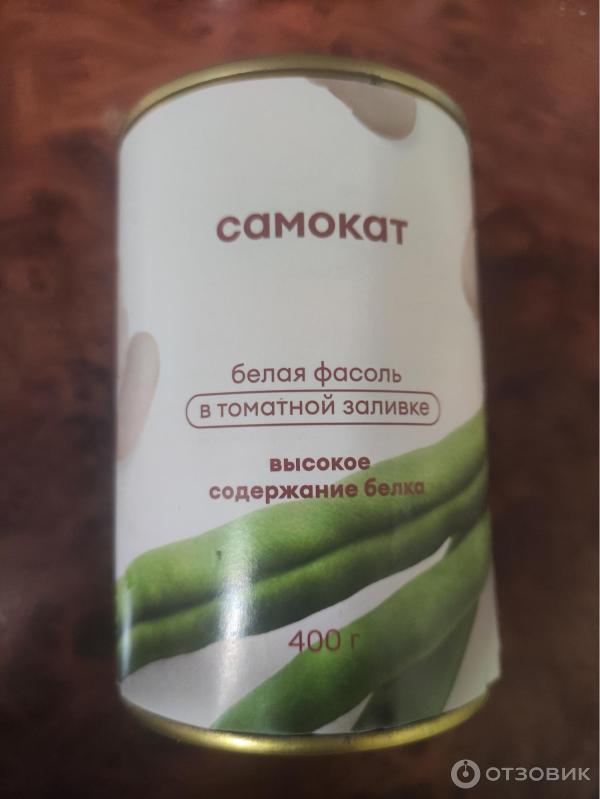 самокат
белая фасоль
в томатной заливке
высокое
содержание белка
400 г
ОТЗОВИК